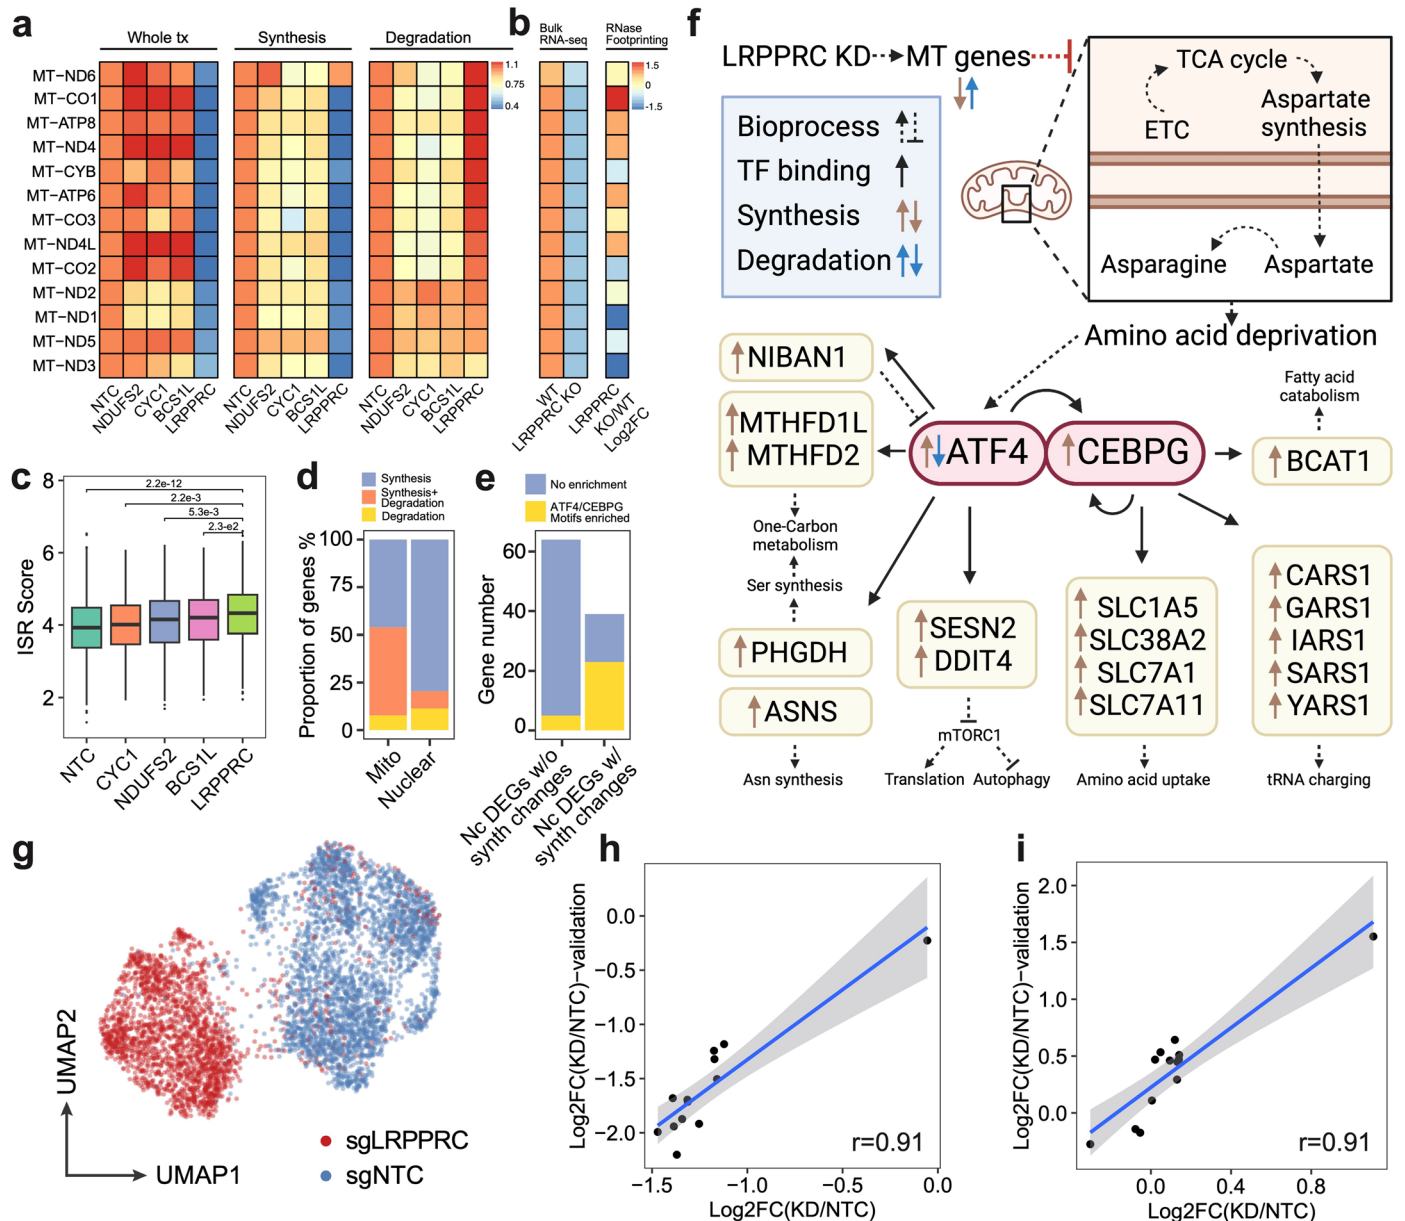 a
Whole tx
Synthesis
Degradation
1.1
0.75
0.4
MT−ND6
MT−CO1
MT−ATP8
MT−ND4
MT−CYB
MT−ATP6
MT−CO3
MT−ND4L
MT−CO2
MT−ND2
MT−ND1
MT−ND5
MT−ND3
NTC
NDUFS2
CYC1
BCS1L
LRPPRC
NTC
NDUFS2
CYC1
BCS1L
LRPPRC
NTC
NDUFS2
CYC1
BCS1L
LRPPRC
b
Bulk
RNA-seq
RNase
Footprinting
1.5
0
-1.5
WT
LRPPRC KO
LRPPRC
KO/WT
Log2FC
c
ISR Score
8
6
4
2
2.2e-12
2.2e-3
5.3e-3
2.3-e2
NTC
CYC1
NDUFS2
BCS1L
LRPPRC
d
Synthesis
Synthesis+
Degradation
Degradation
Proportion of genes %
100
75
50
25
0
Mito
Nuclear
e
No enrichment
ATF4/CEBPG
Motifs enriched
Gene number
60
40
20
0
Nc DEGs w/o
synth changes
Nc DEGs w/
synth changes
f
LRPPRC KD
MT genes
Bioprocess
TF binding
Synthesis
Degradation
TCA cycle
ETC
Aspartate
synthesis
Asparagine
Aspartate
Amino acid deprivation
NIBAN1
MTHFD1L
MTHFD2
ATF4
CEBPG
Fatty acid
catabolism
BCAT1
One-Carbon
metabolism
Ser synthesis
PHGDH
ASNS
Asn synthesis
SESN2
DDIT4
mTORC1
Translation
Autophagy
SLC1A5
SLC38A2
SLC7A1
SLC7A11
Amino acid uptake
CARS1
GARS1
IARS1
SARS1
YARS1
tRNA charging
g
UMAP2
UMAP1
sgLRPPRC
sgNTC
h
Log2FC(KD/NTC)−validation
0.0
−0.5
−1.0
−1.5
−2.0
r=0.91
−1.5
−1.0
−0.5
0.0
Log2FC(KD/NTC)
i
Log2FC(KD/NTC)−validation
2.0
1.5
1.0
0.5
0.0
r=0.91
0.0
0.4
0.8
Log2FC(KD/NTC)